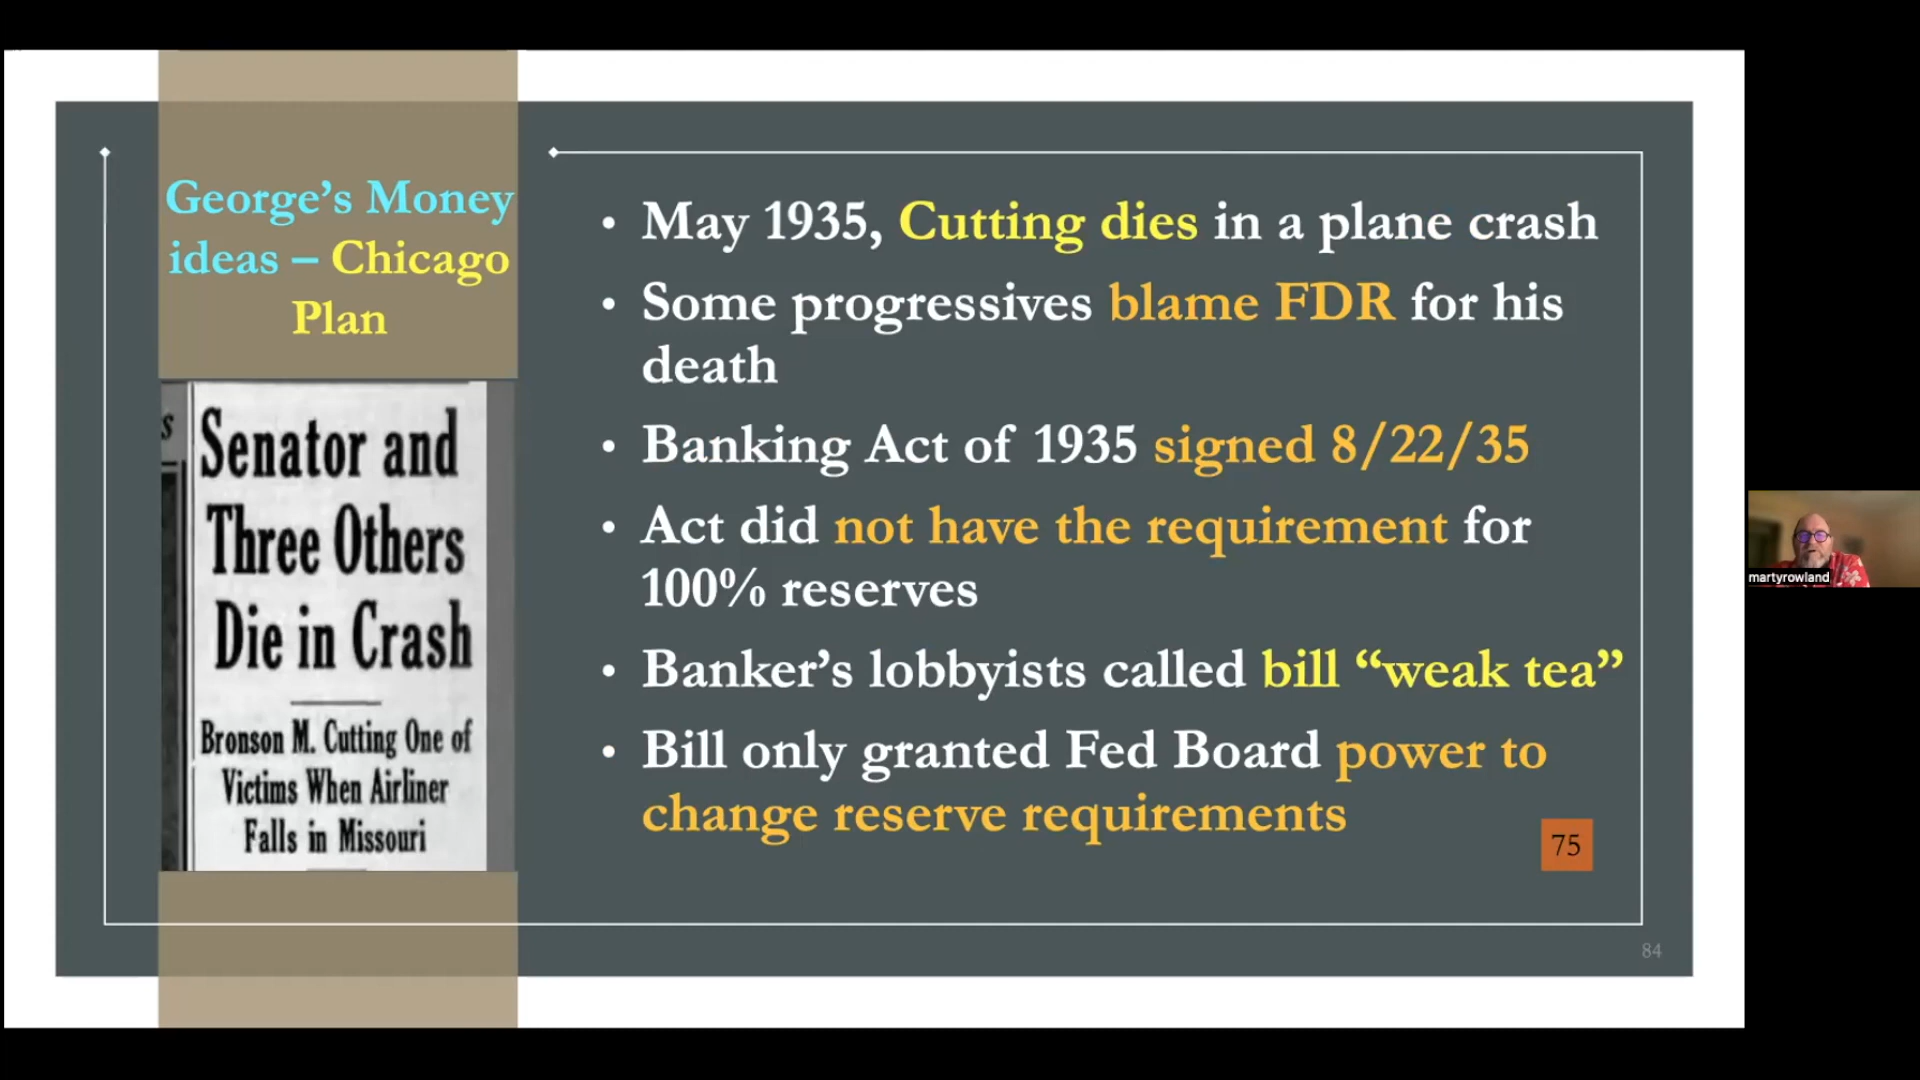 George's Money
ideas – Chicago
Plan
s
Senator and
Three Others
Die in Crash
Bronson M. Cutting One of
Victims When Airliner
Falls in Missouri
• May 1935, Cutting dies in a plane crash
• Some progressives blame FDR for his
death
• Banking Act of 1935 signed 8/22/35
• Act did not have the requirement for
100% reserves
• Banker's lobbyists called bill “weak tea”
• Bill only granted Fed Board power to
change reserve requirements
75
84
martyrowland